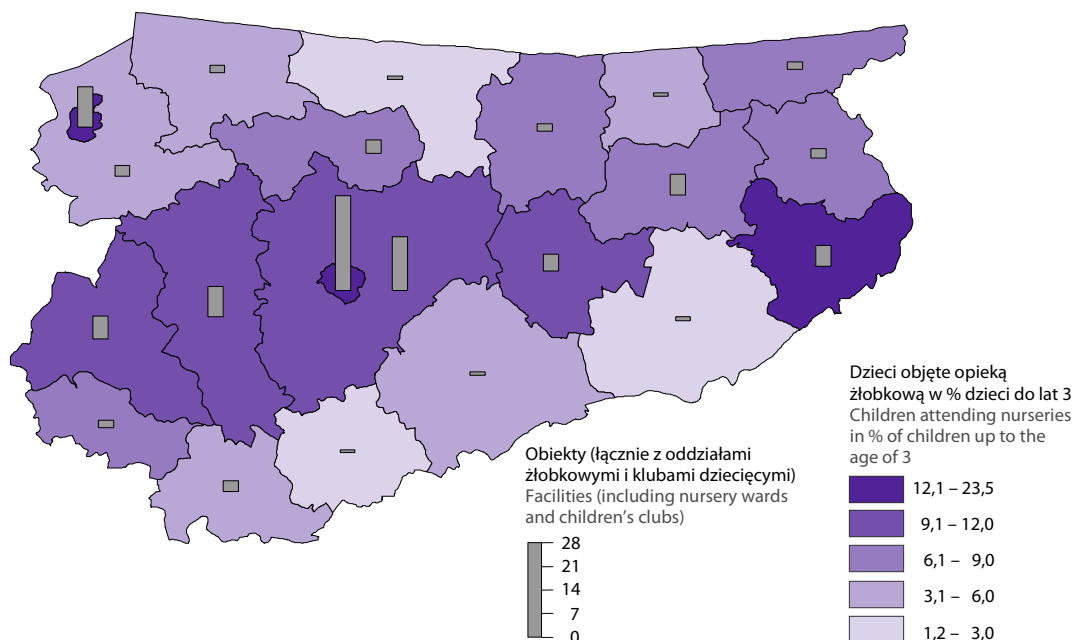 Obiekty (łącznie z oddziałami
żłobkowymi i klubami dziecięcymi)
Facilities (including nursery wards
and children's clubs)
28
21
14
7
0
Dzieci objęte opieką
żłobkową w % dzieci do lat 3
Children attending nurseries
in % of children up to the
age of 3
12,1 – 23,5
9,1 – 12,0
6,1 – 9,0
3,1 – 6,0
1,2 – 3,0